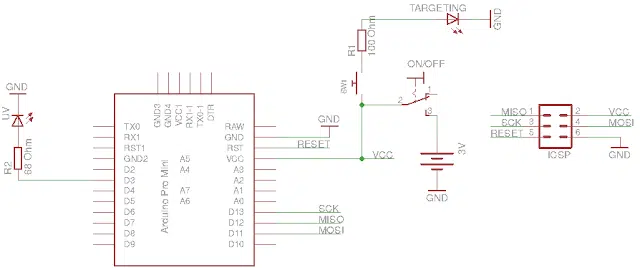 TARGETING
GND
R1
100 Ohm
ON/OFF
SW1
1
2
3
3V
GND
VCC
GND
UV
R2
68 Ohm
GND3
GND4
VCC1
RX1-1
TX0-1
DTR
TX0 RAW
RX1 GND
RST1 RST
GND2 A5 VCC
D2 A4 A3
D3 A2
D4 A7 A1
D5 A6 A0
D6 D13
D7 D12
D8 D11
D9 D10
Arduino Pro Mini
GND
RESET
SCK
MISO
MOSI
MISO 1 2 VCC
SCK 3 4 MOSI
RESET 5 6
ICSP
GND